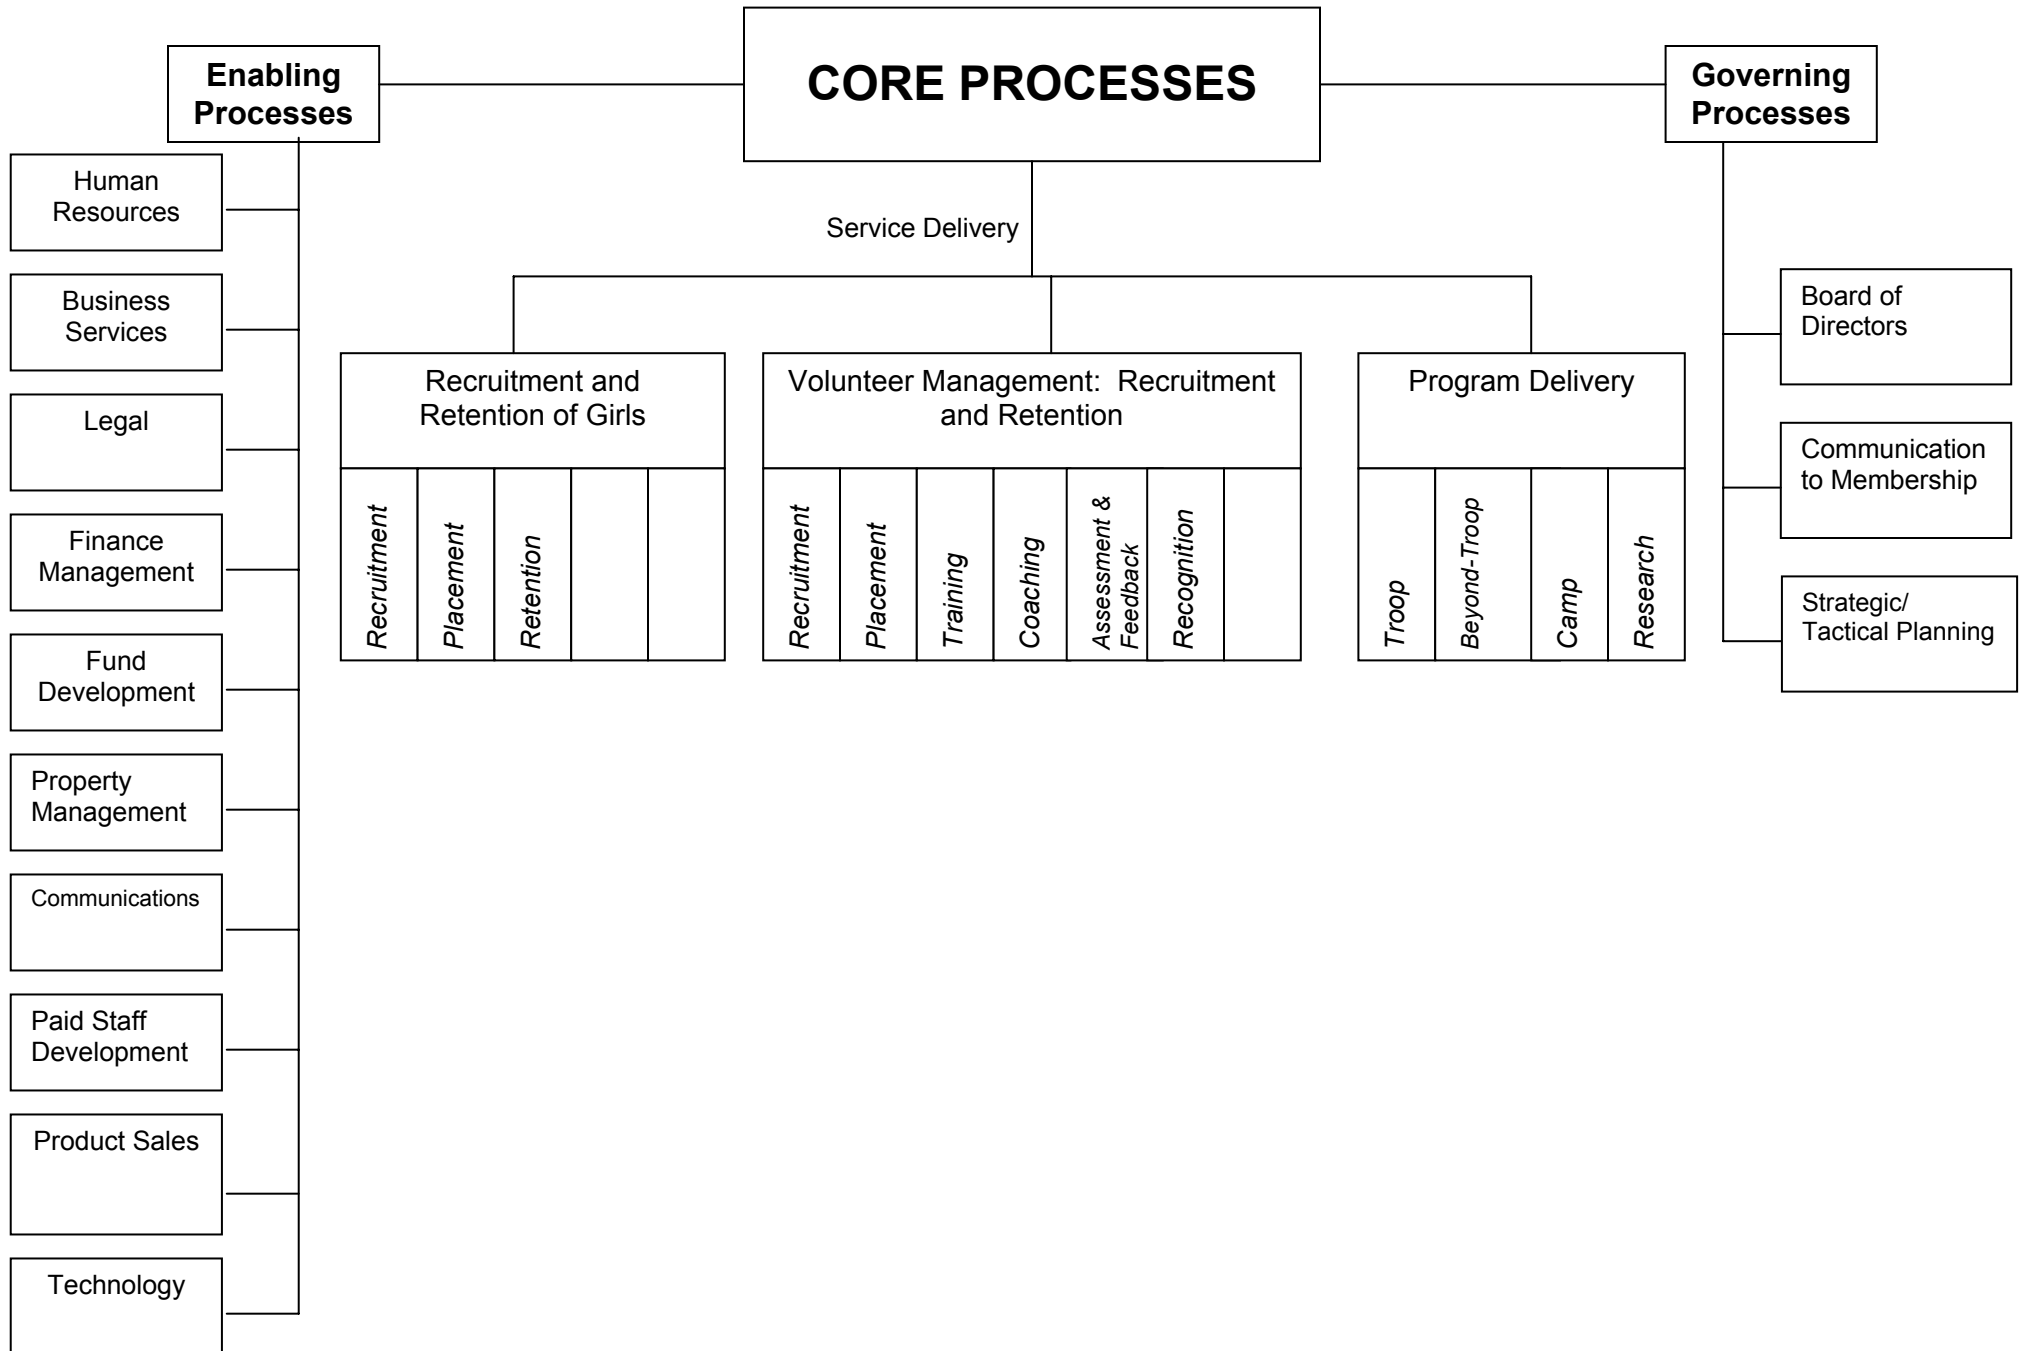 Enabling
Processes
CORE PROCESSES
Governing
Processes
Human
Resources
Business
Services
Legal
Finance
Management
Fund
Development
Property
Management
Communications
Paid Staff
Development
Product Sales
Technology
Service Delivery
Recruitment and
Retention of Girls
Recruitment
Placement
Retention
Volunteer Management:  Recruitment
and Retention
Recruitment
Placement
Training
Coaching
Assessment &
Feedback
Recognition
Program Delivery
Troop
Beyond-Troop
Camp
Research
Board of
Directors
Communication
to Membership
Strategic/
Tactical Planning